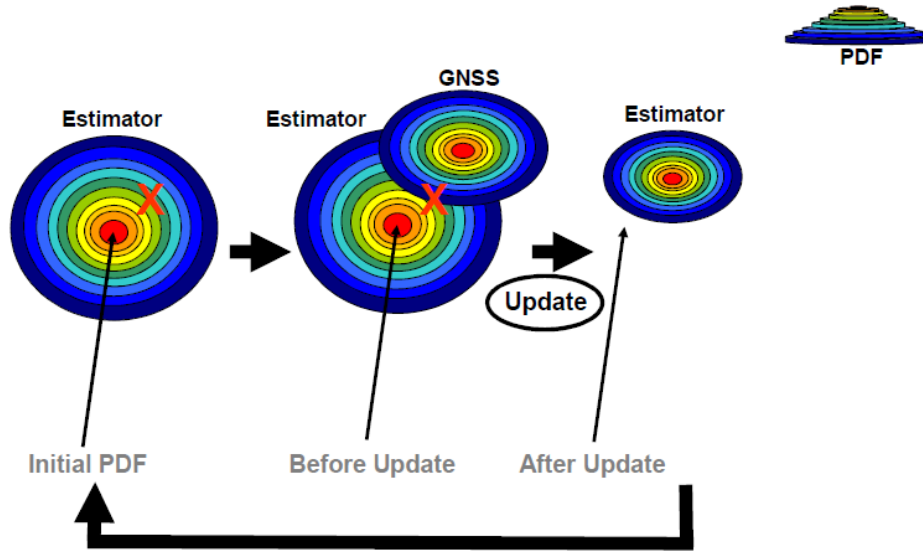 PDF
GNSS
Estimator
Estimator
Estimator
X
X
Update
Initial PDF
Before Update
After Update